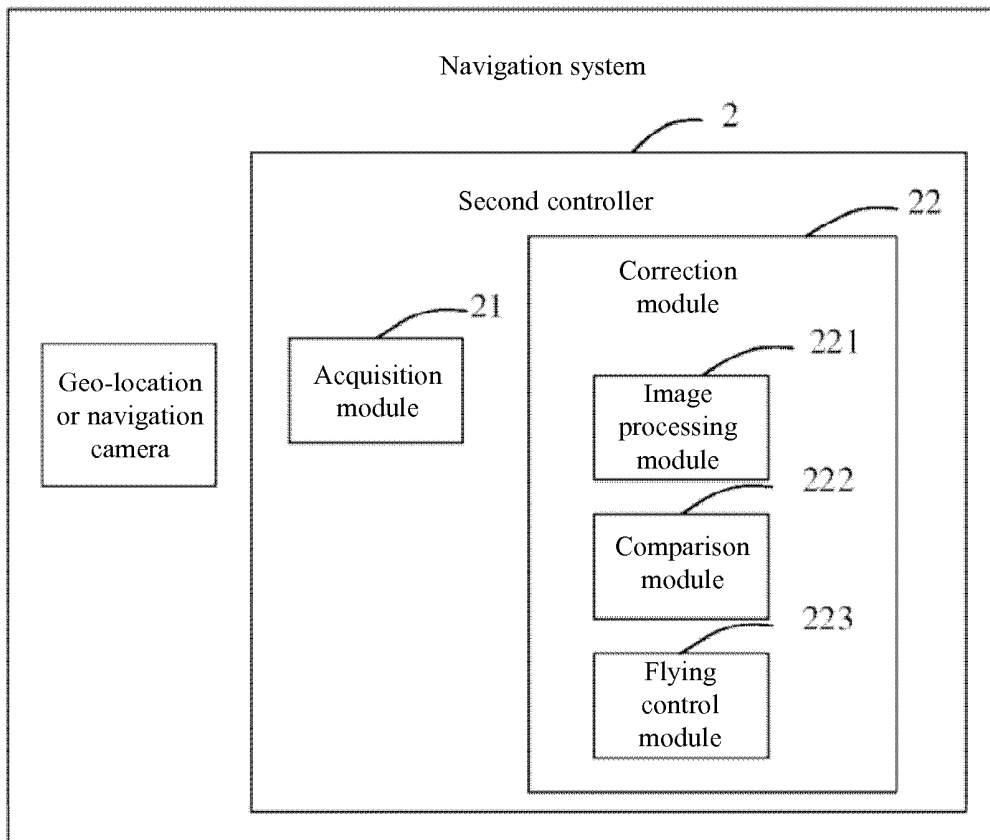 Navigation system
2
Second controller
22
Correction
module
21
Acquisition
module
Geo-location
or navigation
camera
221
Image
processing
module
222
Comparison
module
223
Flying
control
module